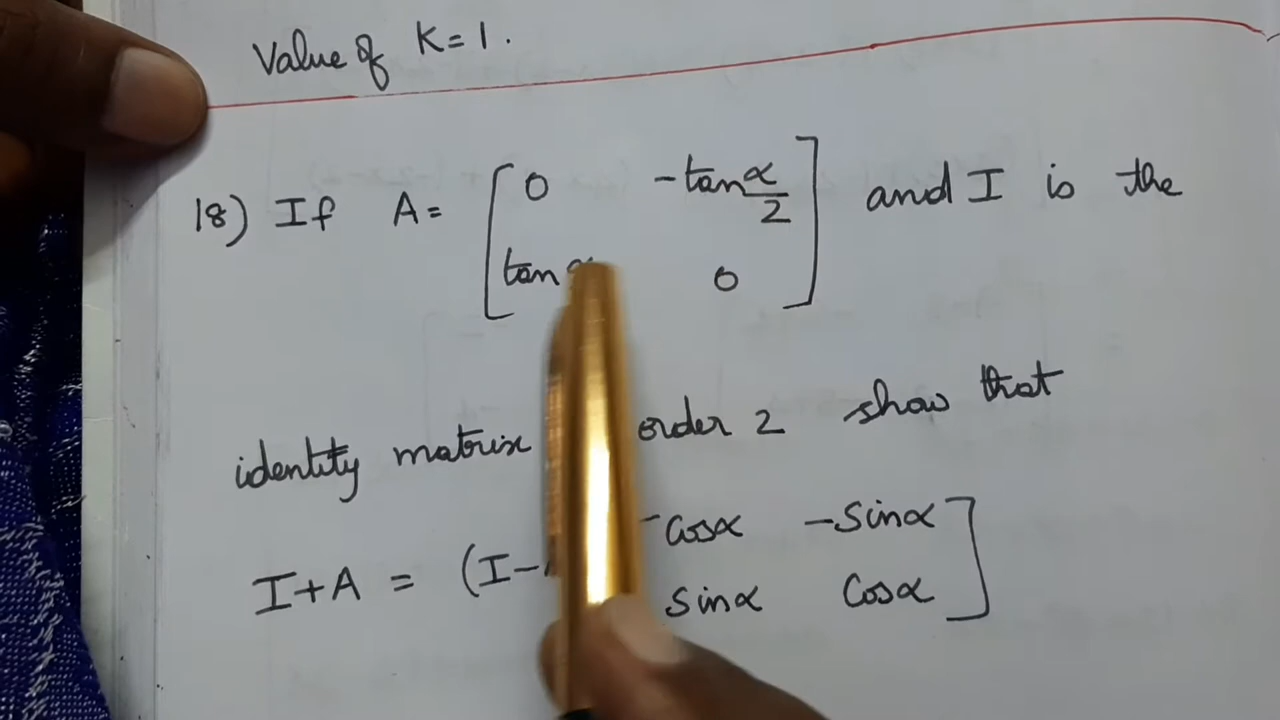 Value of K = 1.
18) If A = [ 0 -tan α/2 ] and I is the
[ tan 0 ]
identity matrix order 2 show that
I+A = (I- cosα -sinα ]
sinα cosα ]